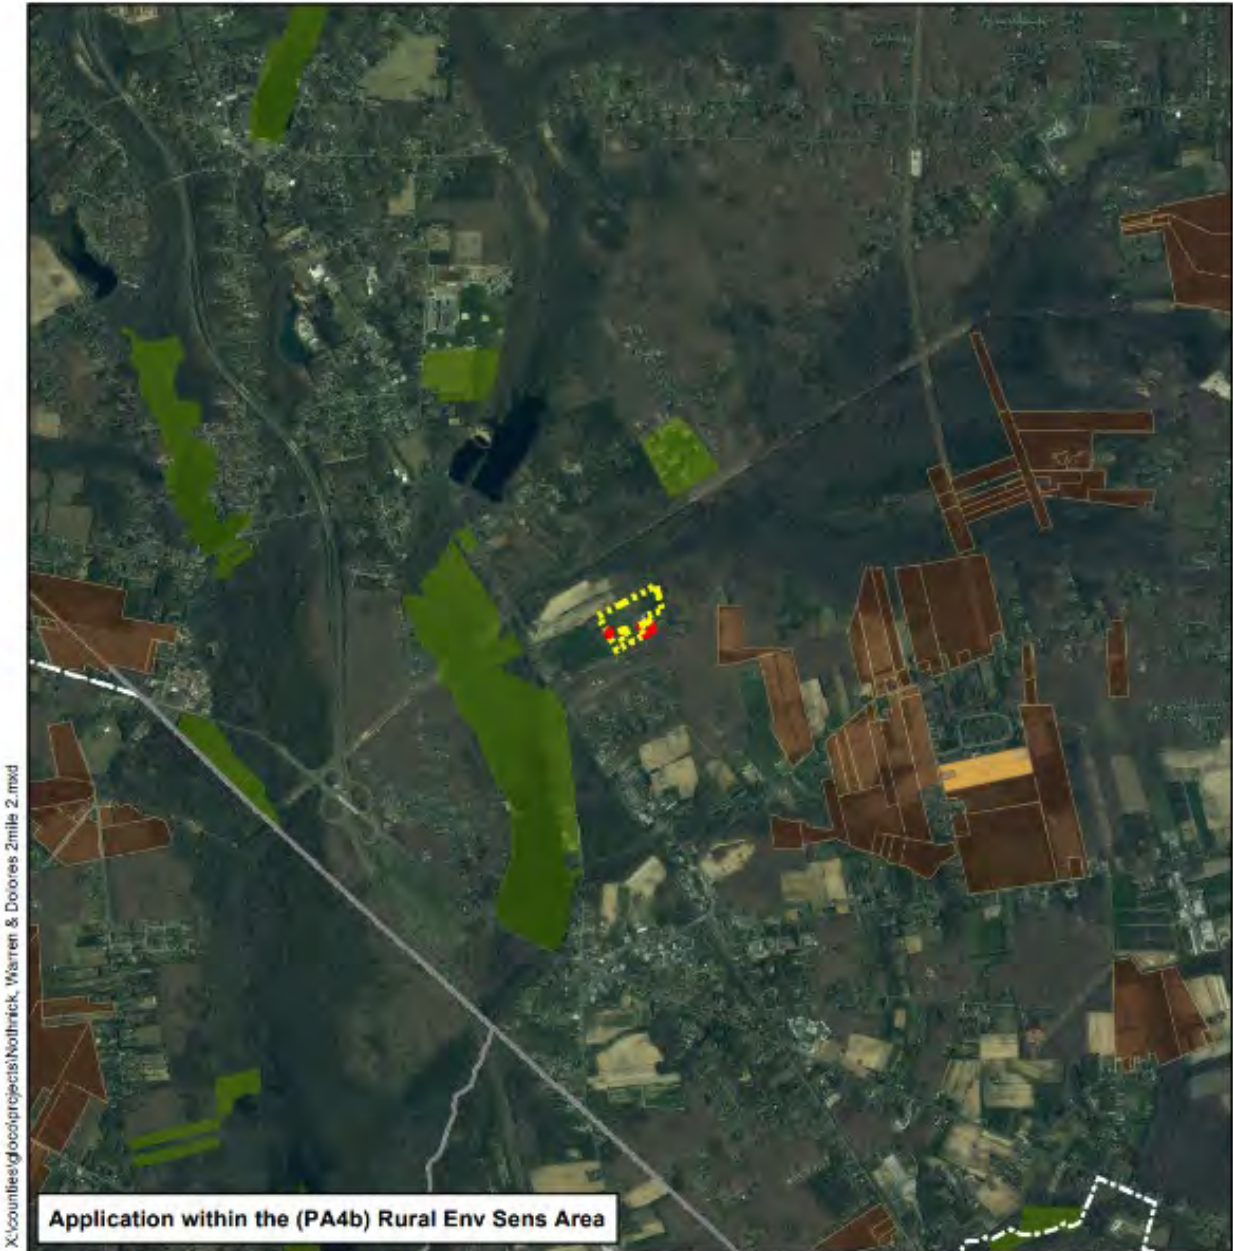 X:\counties\gloco\projects\Nothnick, Warren & Dolores 2mile 2.mxd
Application within the (PA4b) Rural Env Sens Area